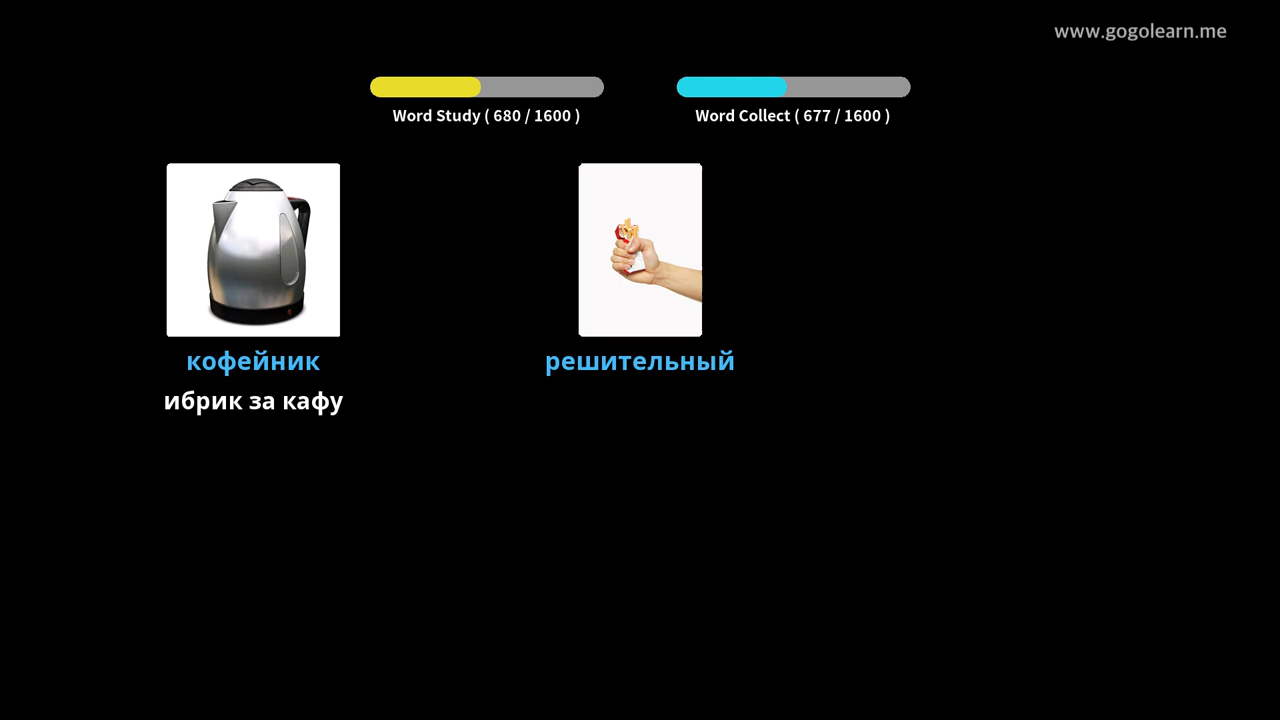 www.gogolearn.me
Word Study ( 680 / 1600 )
Word Collect ( 677 / 1600 )
кофейник
ибрик за кафу
решительный